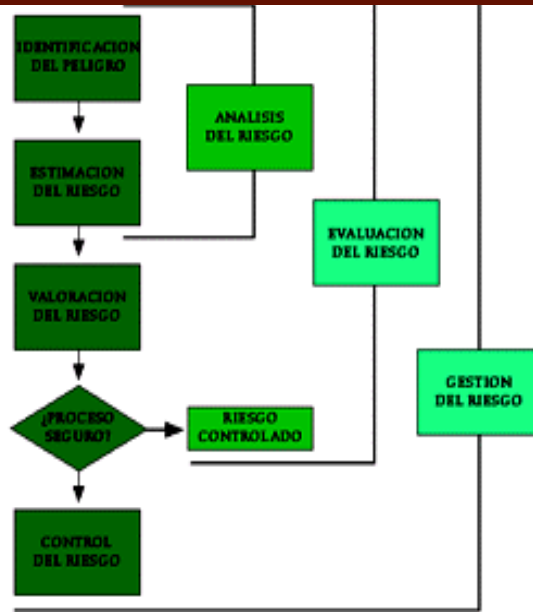 IDENTIFICACION
DEL PELIGRO
ANALISIS
DEL RIESGO
ESTIMACION
DEL RIESGO
EVALUACION
DEL RIESGO
VALORACION
DEL RIESGO
GESTION
DEL RIESGO
¿PROCESO
SEGURO?
RIESGO
CONTROLADO
CONTROL
DEL RIESGO